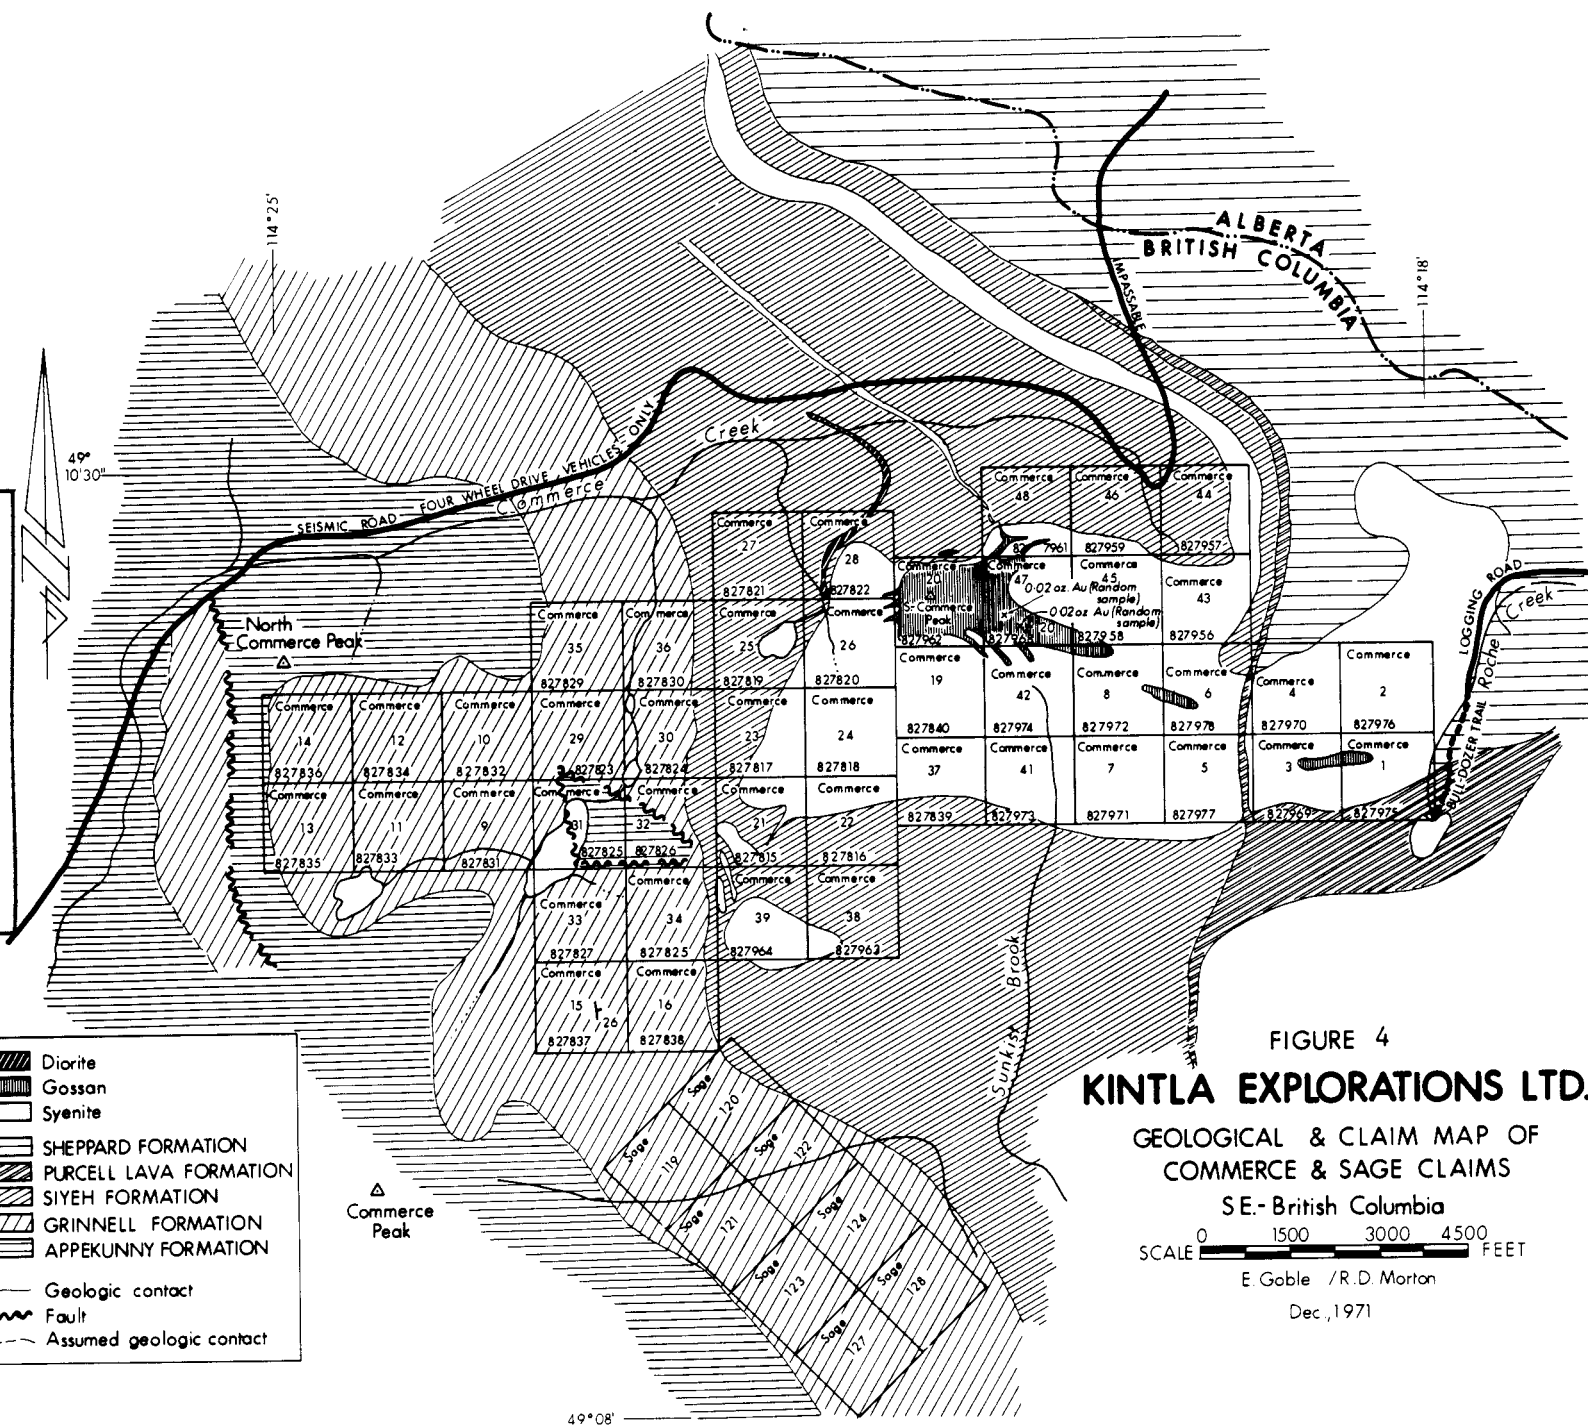 ALBERTA
BRITISH COLUMBIA
114°25'
114°18'
IMPASSABLE
49°
10'30"
SEISMIC ROAD - FOUR WHEEL DRIVE VEHICLES - ONLY
Commerce
Creek
North
Commerce Peak
LOGGING ROAD
BULL-DOZER TRAIL
Roche Creek
Commerce
48
Commerce
46
Commerce
44
7961
827959
827957
Commerce
27
827821
Commerce
28
827822
Commerce
20
S. Commerce
Peak
827962
Commerce
47
0·02 oz. Au (Random
sample)
0·02 oz Au (Random
sample)
20
Commerce
45
827958
Commerce
43
827956
Commerce
35
827829
Commerce
36
827830
Commerce
25
827819
Commerce
26
827820
Commerce
19
827840
Commerce
42
827974
Commerce
8
827972
Commerce
6
827978
Commerce
4
827970
Commerce
2
827976
Commerce
14
827836
Commerce
12
827834
Commerce
10
827832
Commerce
29
827823
Commerce
30
827824
Commerce
23
827817
Commerce
24
827818
Commerce
37
827839
Commerce
41
827973
Commerce
7
827971
Commerce
5
827977
Commerce
3
827969
Commerce
1
827975
Commerce
13
827835
Commerce
11
827833
Commerce
9
827831
Commerce
31
827825
Commerce
32
827826
21
827815
Commerce
22
827816
Commerce
33
827827
Commerce
34
827825
Commerce
39
827964
Commerce
38
827963
Commerce
15
26
827837
Commerce
16
827838
Sunkist Brook
Sage
120
Sage
119
Sage
122
Sage
121
Sage
124
Sage
123
Sage
128
Sage
127
Commerce
Peak
49°08'
Diorite
Gossan
Syenite
SHEPPARD FORMATION
PURCELL LAVA FORMATION
SIYEH FORMATION
GRINNELL FORMATION
APPEKUNNY FORMATION
Geologic contact
Fault
Assumed geologic contact
FIGURE 4
KINTLA EXPLORATIONS LTD.
GEOLOGICAL & CLAIM MAP OF
COMMERCE & SAGE CLAIMS
S.E.- British Columbia
0 1500 3000 4500
SCALE FEET
E. Goble / R.D. Morton
Dec., 1971